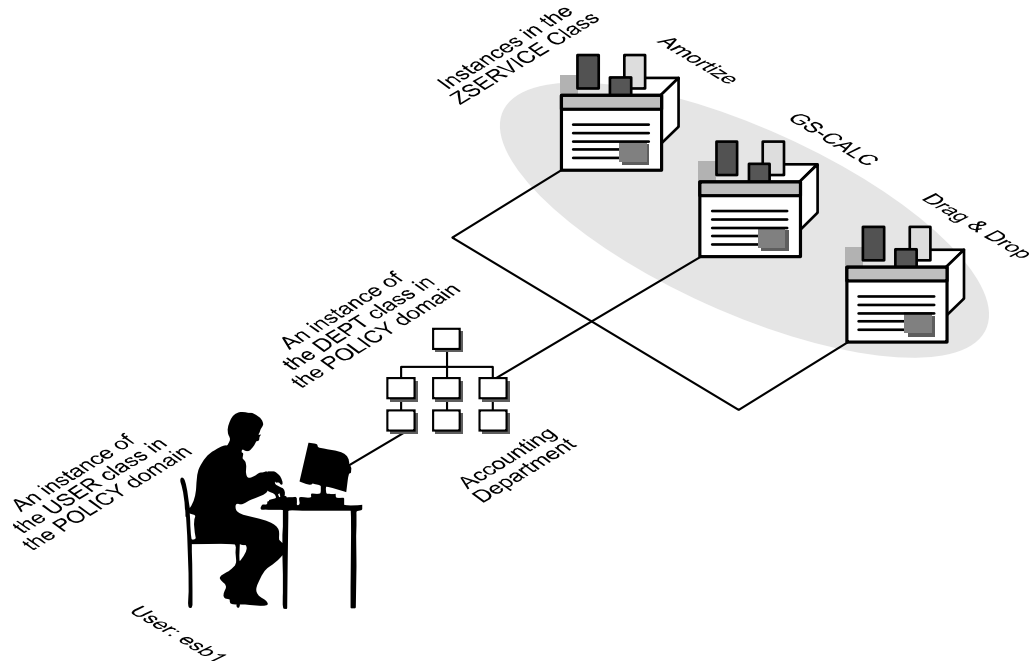 Instances in the
ZSERVICE Class
Amortize
GS-CALC
Drag & Drop
An instance of
the DEPT class in
the POLICY domain
Accounting
Department
An instance of
the USER class in
the POLICY domain
User: esb1